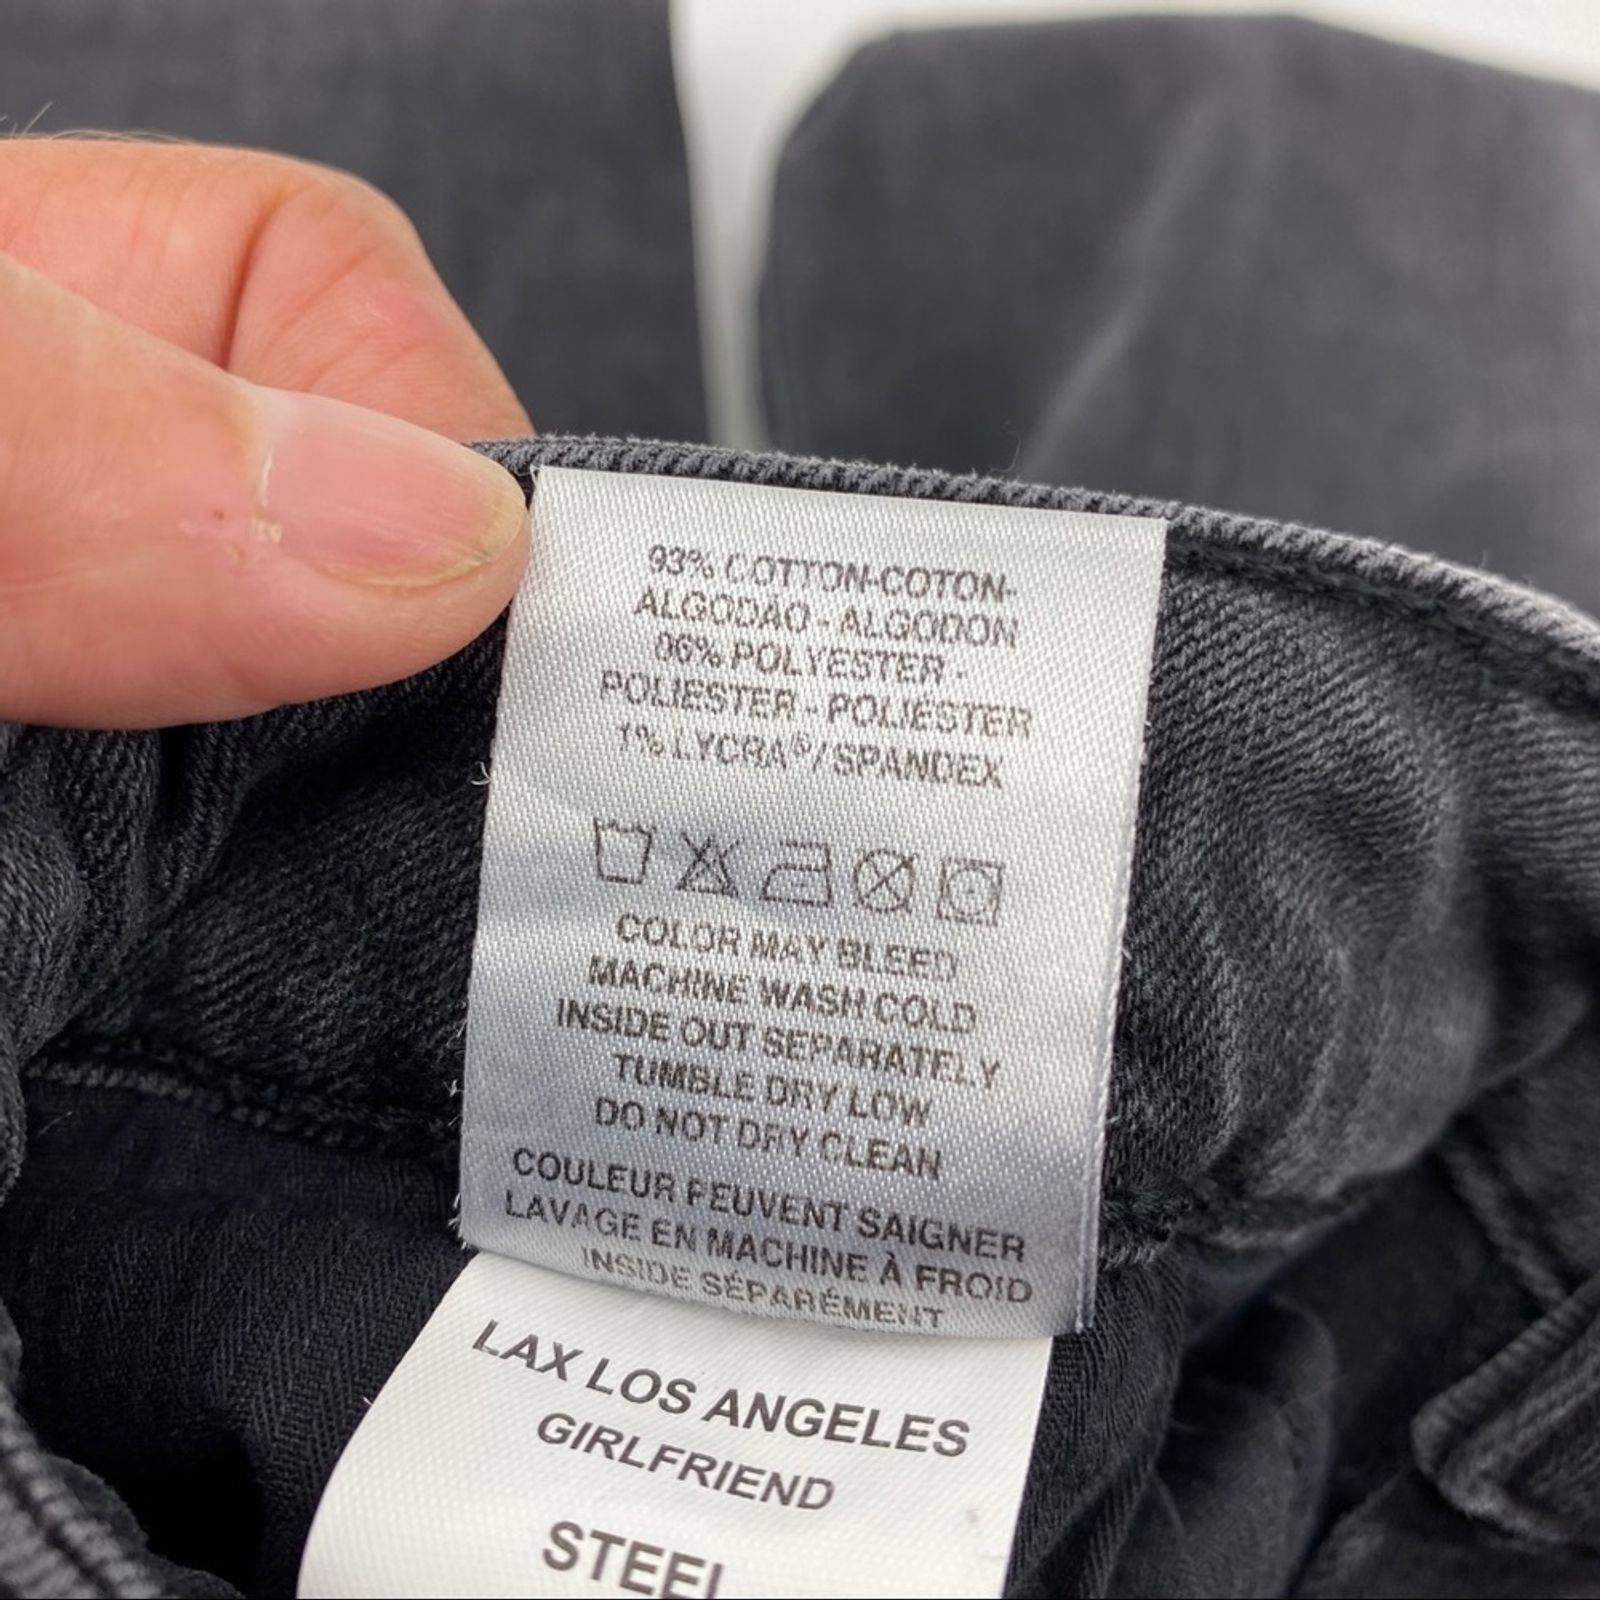 93% COTTON-COTON-
ALGODÃO - ALGODON
06% POLYESTER -
POLIESTER - POLIÉSTER
1% LYCRA®/SPANDEX
COLOR MAY BLEED
MACHINE WASH COLD
INSIDE OUT SEPARATELY
TUMBLE DRY LOW
DO NOT DRY CLEAN
COULEUR PEUVENT SAIGNER
LAVAGE EN MACHINE À FROID
INSIDE SÉPARÉMENT
LAX LOS ANGELES
GIRLFRIEND
STEEL